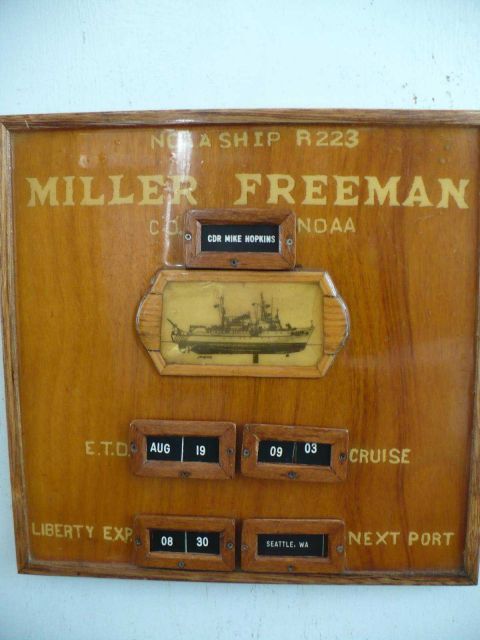 NOAA SHIP R223
MILLER FREEMAN
C.O. CDR MIKE HOPKINS NOAA
E.T.D. AUG 19 09 03 CRUISE
LIBERTY EXP. 08 30 SEATTLE, WA NEXT PORT